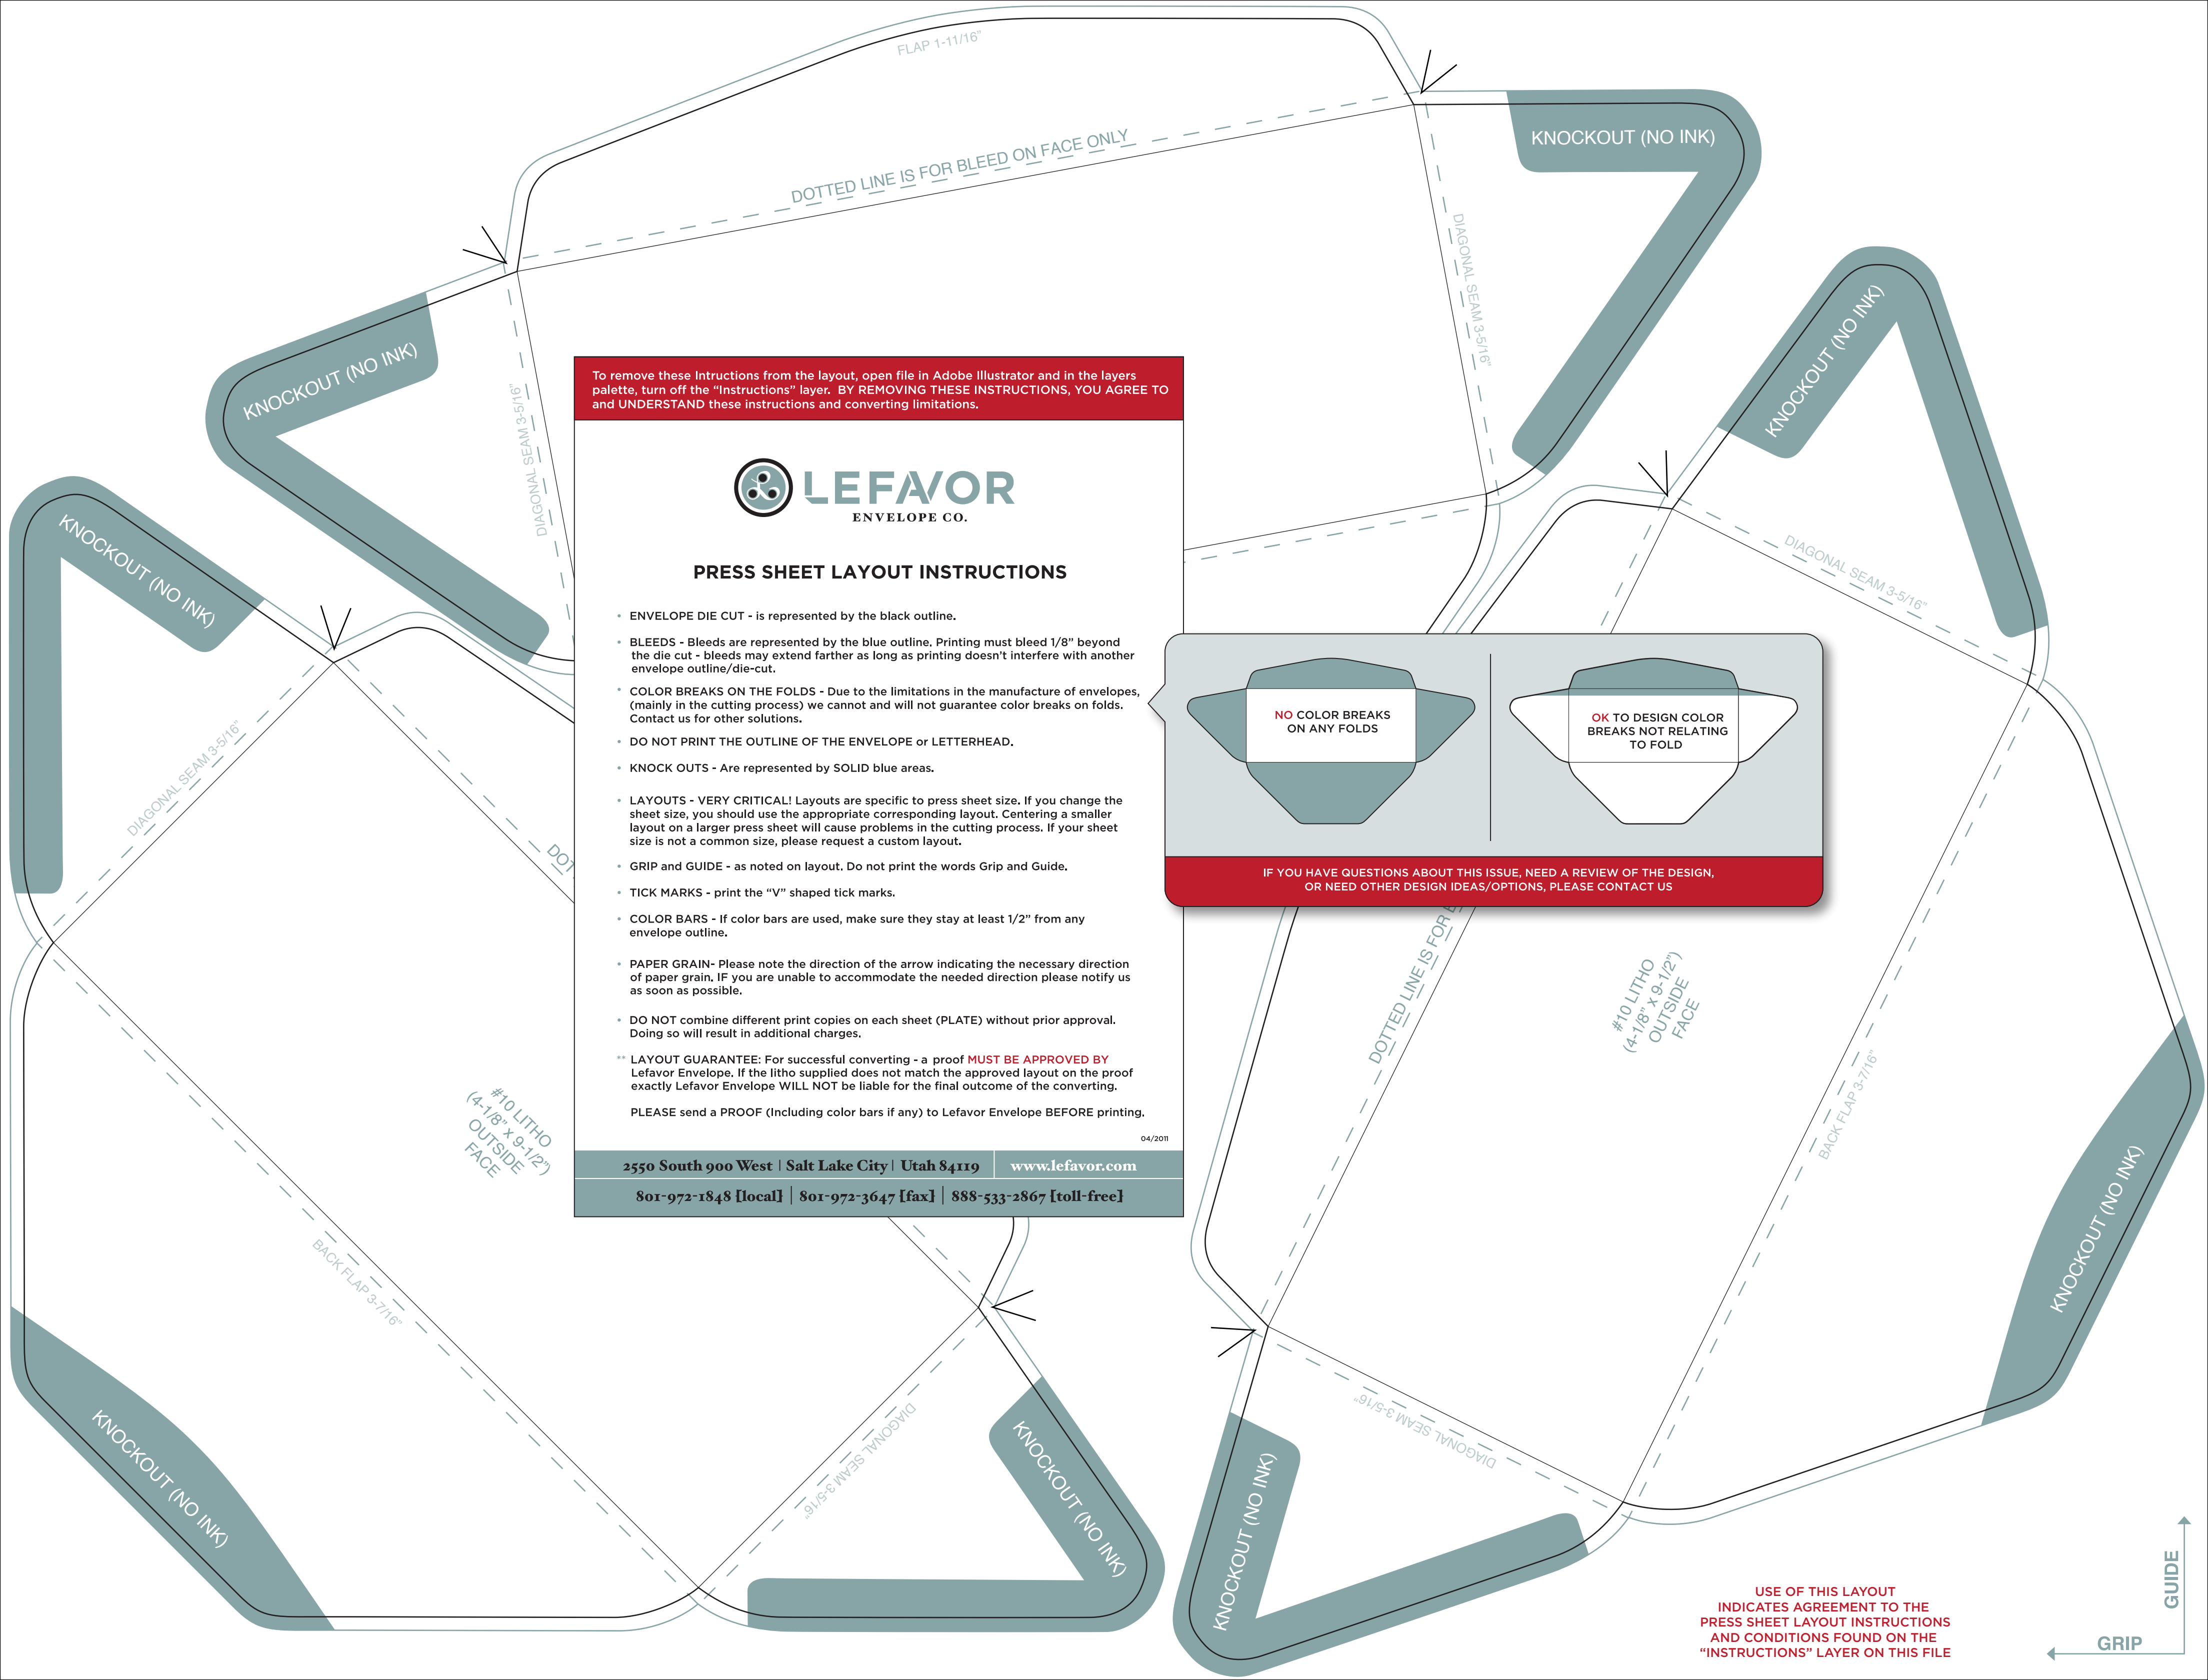 FLAP 1-11/16"
DOTTED LINE IS FOR BLEED ON FACE ONLY
KNOCKOUT (NO INK)
DIAGONAL SEAM 3-5/16"
KNOCKOUT (NO INK)
DIAGONAL SEAM 3-5/16"
KNOCKOUT (NO INK)
DIAGONAL SEAM 3-5/16"
KNOCKOUT (NO INK)
DIAGONAL SEAM 3-5/16"
To remove these Intructions from the layout, open file in Adobe Illustrator and in the layers
palette, turn off the “Instructions” layer. BY REMOVING THESE INSTRUCTIONS, YOU AGREE TO
and UNDERSTAND these instructions and converting limitations.
LEFAVOR
ENVELOPE CO.
PRESS SHEET LAYOUT INSTRUCTIONS
• ENVELOPE DIE CUT - is represented by the black outline.
• BLEEDS - Bleeds are represented by the blue outline. Printing must bleed 1/8” beyond
the die cut - bleeds may extend farther as long as printing doesn’t interfere with another
envelope outline/die-cut.
• COLOR BREAKS ON THE FOLDS - Due to the limitations in the manufacture of envelopes,
(mainly in the cutting process) we cannot and will not guarantee color breaks on folds.
Contact us for other solutions.
• DO NOT PRINT THE OUTLINE OF THE ENVELOPE or LETTERHEAD.
• KNOCK OUTS - Are represented by SOLID blue areas.
• LAYOUTS - VERY CRITICAL! Layouts are specific to press sheet size. If you change the
sheet size, you should use the appropriate corresponding layout. Centering a smaller
layout on a larger press sheet will cause problems in the cutting process. If your sheet
size is not a common size, please request a custom layout.
• GRIP and GUIDE - as noted on layout. Do not print the words Grip and Guide.
• TICK MARKS - print the “V” shaped tick marks.
• COLOR BARS - If color bars are used, make sure they stay at least 1/2” from any
envelope outline.
• PAPER GRAIN- Please note the direction of the arrow indicating the necessary direction
of paper grain. IF you are unable to accommodate the needed direction please notify us
as soon as possible.
• DO NOT combine different print copies on each sheet (PLATE) without prior approval.
Doing so will result in additional charges.
** LAYOUT GUARANTEE: For successful converting - a proof MUST BE APPROVED BY
Lefavor Envelope. If the litho supplied does not match the approved layout on the proof
exactly Lefavor Envelope WILL NOT be liable for the final outcome of the converting.
PLEASE send a PROOF (Including color bars if any) to Lefavor Envelope BEFORE printing.
04/2011
2550 South 900 West | Salt Lake City | Utah 84119 | www.lefavor.com
801-972-1848 [local] | 801-972-3647 [fax] | 888-533-2867 [toll-free]
NO COLOR BREAKS
ON ANY FOLDS
OK TO DESIGN COLOR
BREAKS NOT RELATING
TO FOLD
IF YOU HAVE QUESTIONS ABOUT THIS ISSUE, NEED A REVIEW OF THE DESIGN,
OR NEED OTHER DESIGN IDEAS/OPTIONS, PLEASE CONTACT US
DOT
#10 LITHO
(4-1/8" x 9-1/2")
OUTSIDE
FACE
BACK FLAP 3-7/16"
DIAGONAL SEAM 3-5/16"
KNOCKOUT (NO INK)
KNOCKOUT (NO INK)
DOTTED LINE IS FOR
#10 LITHO
(4-1/8" x 9-1/2")
OUTSIDE
FACE
BACK FLAP 3-7/16"
KNOCKOUT (NO INK)
DIAGONAL SEAM 3-5/16"
KNOCKOUT (NO INK)
USE OF THIS LAYOUT
INDICATES AGREEMENT TO THE
PRESS SHEET LAYOUT INSTRUCTIONS
AND CONDITIONS FOUND ON THE
“INSTRUCTIONS” LAYER ON THIS FILE
GUIDE
GRIP